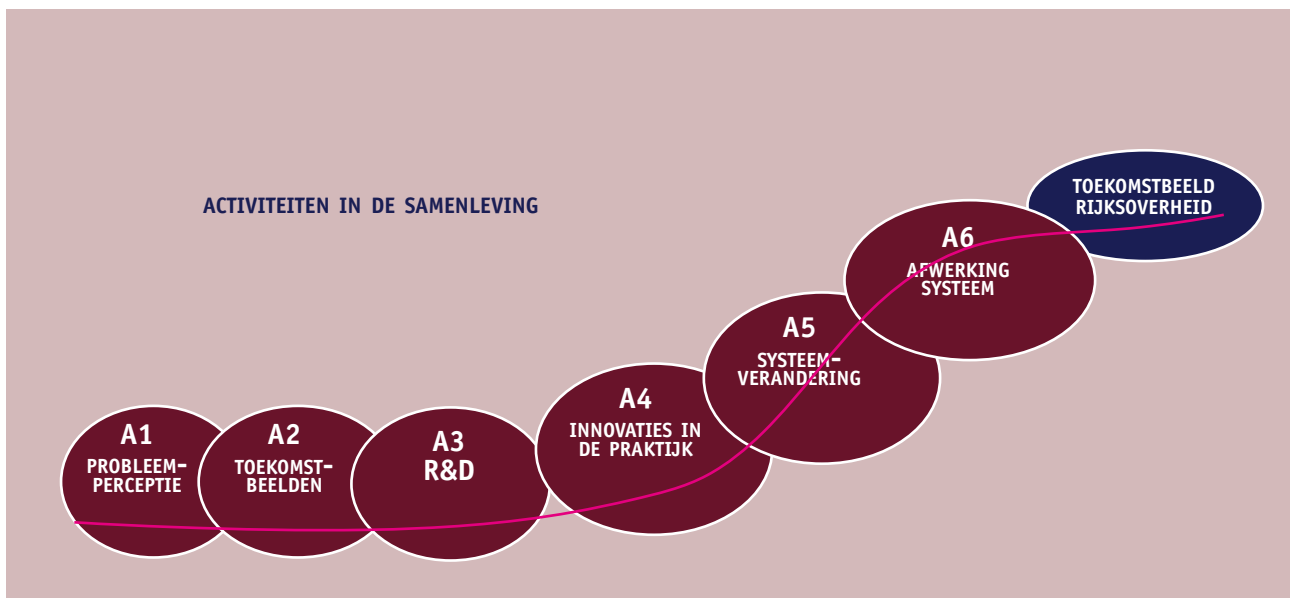 ACTIVITEITEN IN DE SAMENLEVING
A1
PROBLEEM-
PERCEPTIE
A2
TOEKOMST-
BEELDEN
A3
R&D
A4
INNOVATIES IN
DE PRAKTIJK
A5
SYSTEEM-
VERANDERING
A6
AFWERKING
SYSTEEM
TOEKOMSTBEELD
RIJKSOVERHEID